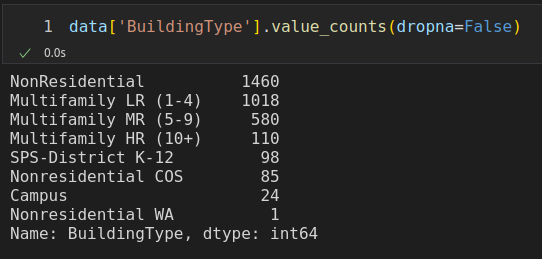 1 data['BuildingType'].value_counts(dropna=False)
0.0s
NonResidential 1460
Multifamily LR (1-4) 1018
Multifamily MR (5-9) 580
Multifamily HR (10+) 110
SPS-District K-12 98
Nonresidential COS 85
Campus 24
Nonresidential WA 1
Name: BuildingType, dtype: int64